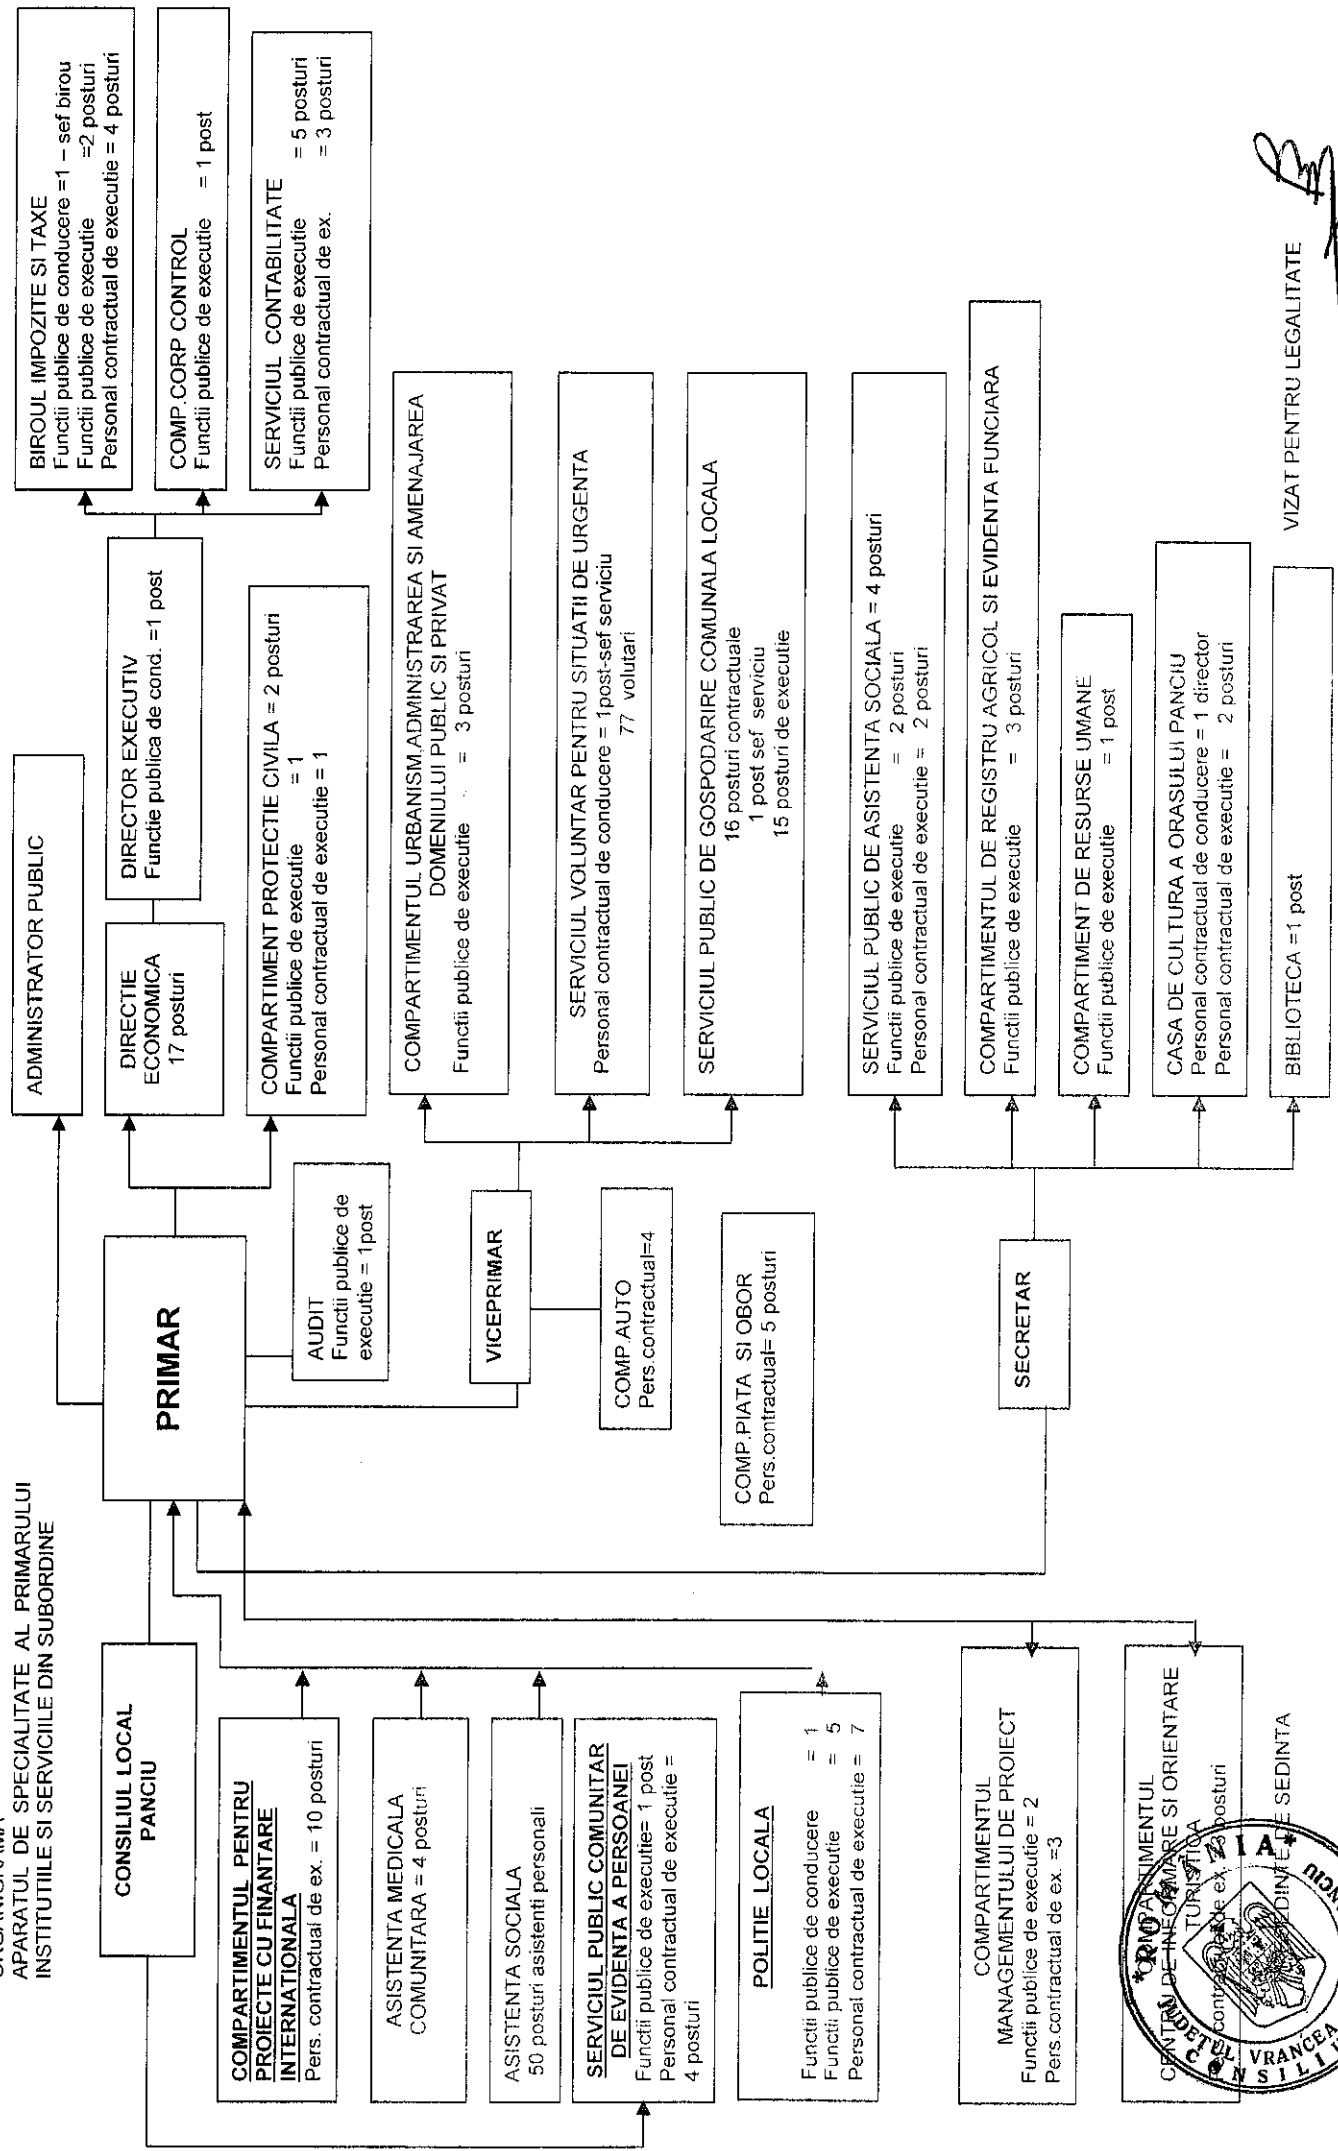 APARATUL DE SPECIALITATE AL PRIMARULUI
INSTITUTIILE SI SERVICIILE DIN SUBORDINE
CONSILIUL LOCAL
PANCIU
PRIMAR
ADMINISTRATOR PUBLIC
DIRECTIE
ECONOMICA
17 posturi
DIRECTOR EXECUTIV
Functie publica de cond. =1 post
BIROUL IMPOZITE SI TAXE
Functii publice de conducere =1 – sef birou
Functii publice de executie =2 posturi
Personal contractual de executie = 4 posturi
COMP.CORP CONTROL
Functii publice de executie = 1 post
SERVICIUL CONTABILITATE
Functii publice de executie = 5 posturi
Personal contractual de ex. = 3 posturi
COMPARTIMENT PROTECTIE CIVILA = 2 posturi
Functii publice de executie = 1
Personal contractual de executie = 1
AUDIT
Functii publice de
executie = 1post
VICEPRIMAR
COMP.AUTO
Pers.contractual=4
COMP.PIATA SI OBOR
Pers.contractual= 5 posturi
COMPARTIMENTUL URBANISM,ADMINISTRAREA SI AMENAJAREA
DOMENIULUI PUBLIC SI PRIVAT
Functii publice de executie = 3 posturi
SERVICIUL VOLUNTAR PENTRU SITUATII DE URGENTA
Personal contractual de conducere = 1post-sef serviciu
77 volutari
SERVICIUL PUBLIC DE GOSPODARIRE COMUNALA LOCALA
16 posturi contractuale
1 post sef serviciu
15 posturi de executie
SECRETAR
SERVICIUL PUBLIC DE ASISTENTA SOCIALA = 4 posturi
Functii publice de executie = 2 posturi
Personal contractual de executie = 2 posturi
COMPARTIMENTUL DE REGISTRU AGRICOL SI EVIDENTA FUNCIARA
Functii publice de executie = 3 posturi
COMPARTIMENT DE RESURSE UMANE
Functii publice de executie = 1 post
CASA DE CULTURA A ORASULUI PANCIU
Personal contractual de conducere = 1 director
Personal contractual de executie = 2 posturi
BIBLIOTECA =1 post
COMPARTIMENTUL PENTRU
PROIECTE CU FINANTARE
INTERNATIONALA
Pers. contractual de ex. = 10 posturi
ASISTENTA MEDICALA
COMUNITARA = 4 posturi
ASISTENTA SOCIALA
50 posturi asistenti personali
SERVICIUL PUBLIC COMUNITAR
DE EVIDENTA A PERSOANEI
Functii publice de executie= 1 post
Personal contractual de executie =
4 posturi
POLITIE LOCALA
Functii publice de conducere = 1
Functii publice de executie = 5
Personal contractual de executie = 7
COMPARTIMENTUL
MANAGEMENTULUI DE PROIECT
Functii publice de executie = 2
Pers.contractual de ex. =3
COMPARTIMENTUL
CENTRU DE INFORMARE SI ORIENTARE
TURISTICA
de ex. =3 posturi
DE SEDINTA
VIZAT PENTRU LEGALITATE
ROMÂNIA
JUDETUL VRANCEA